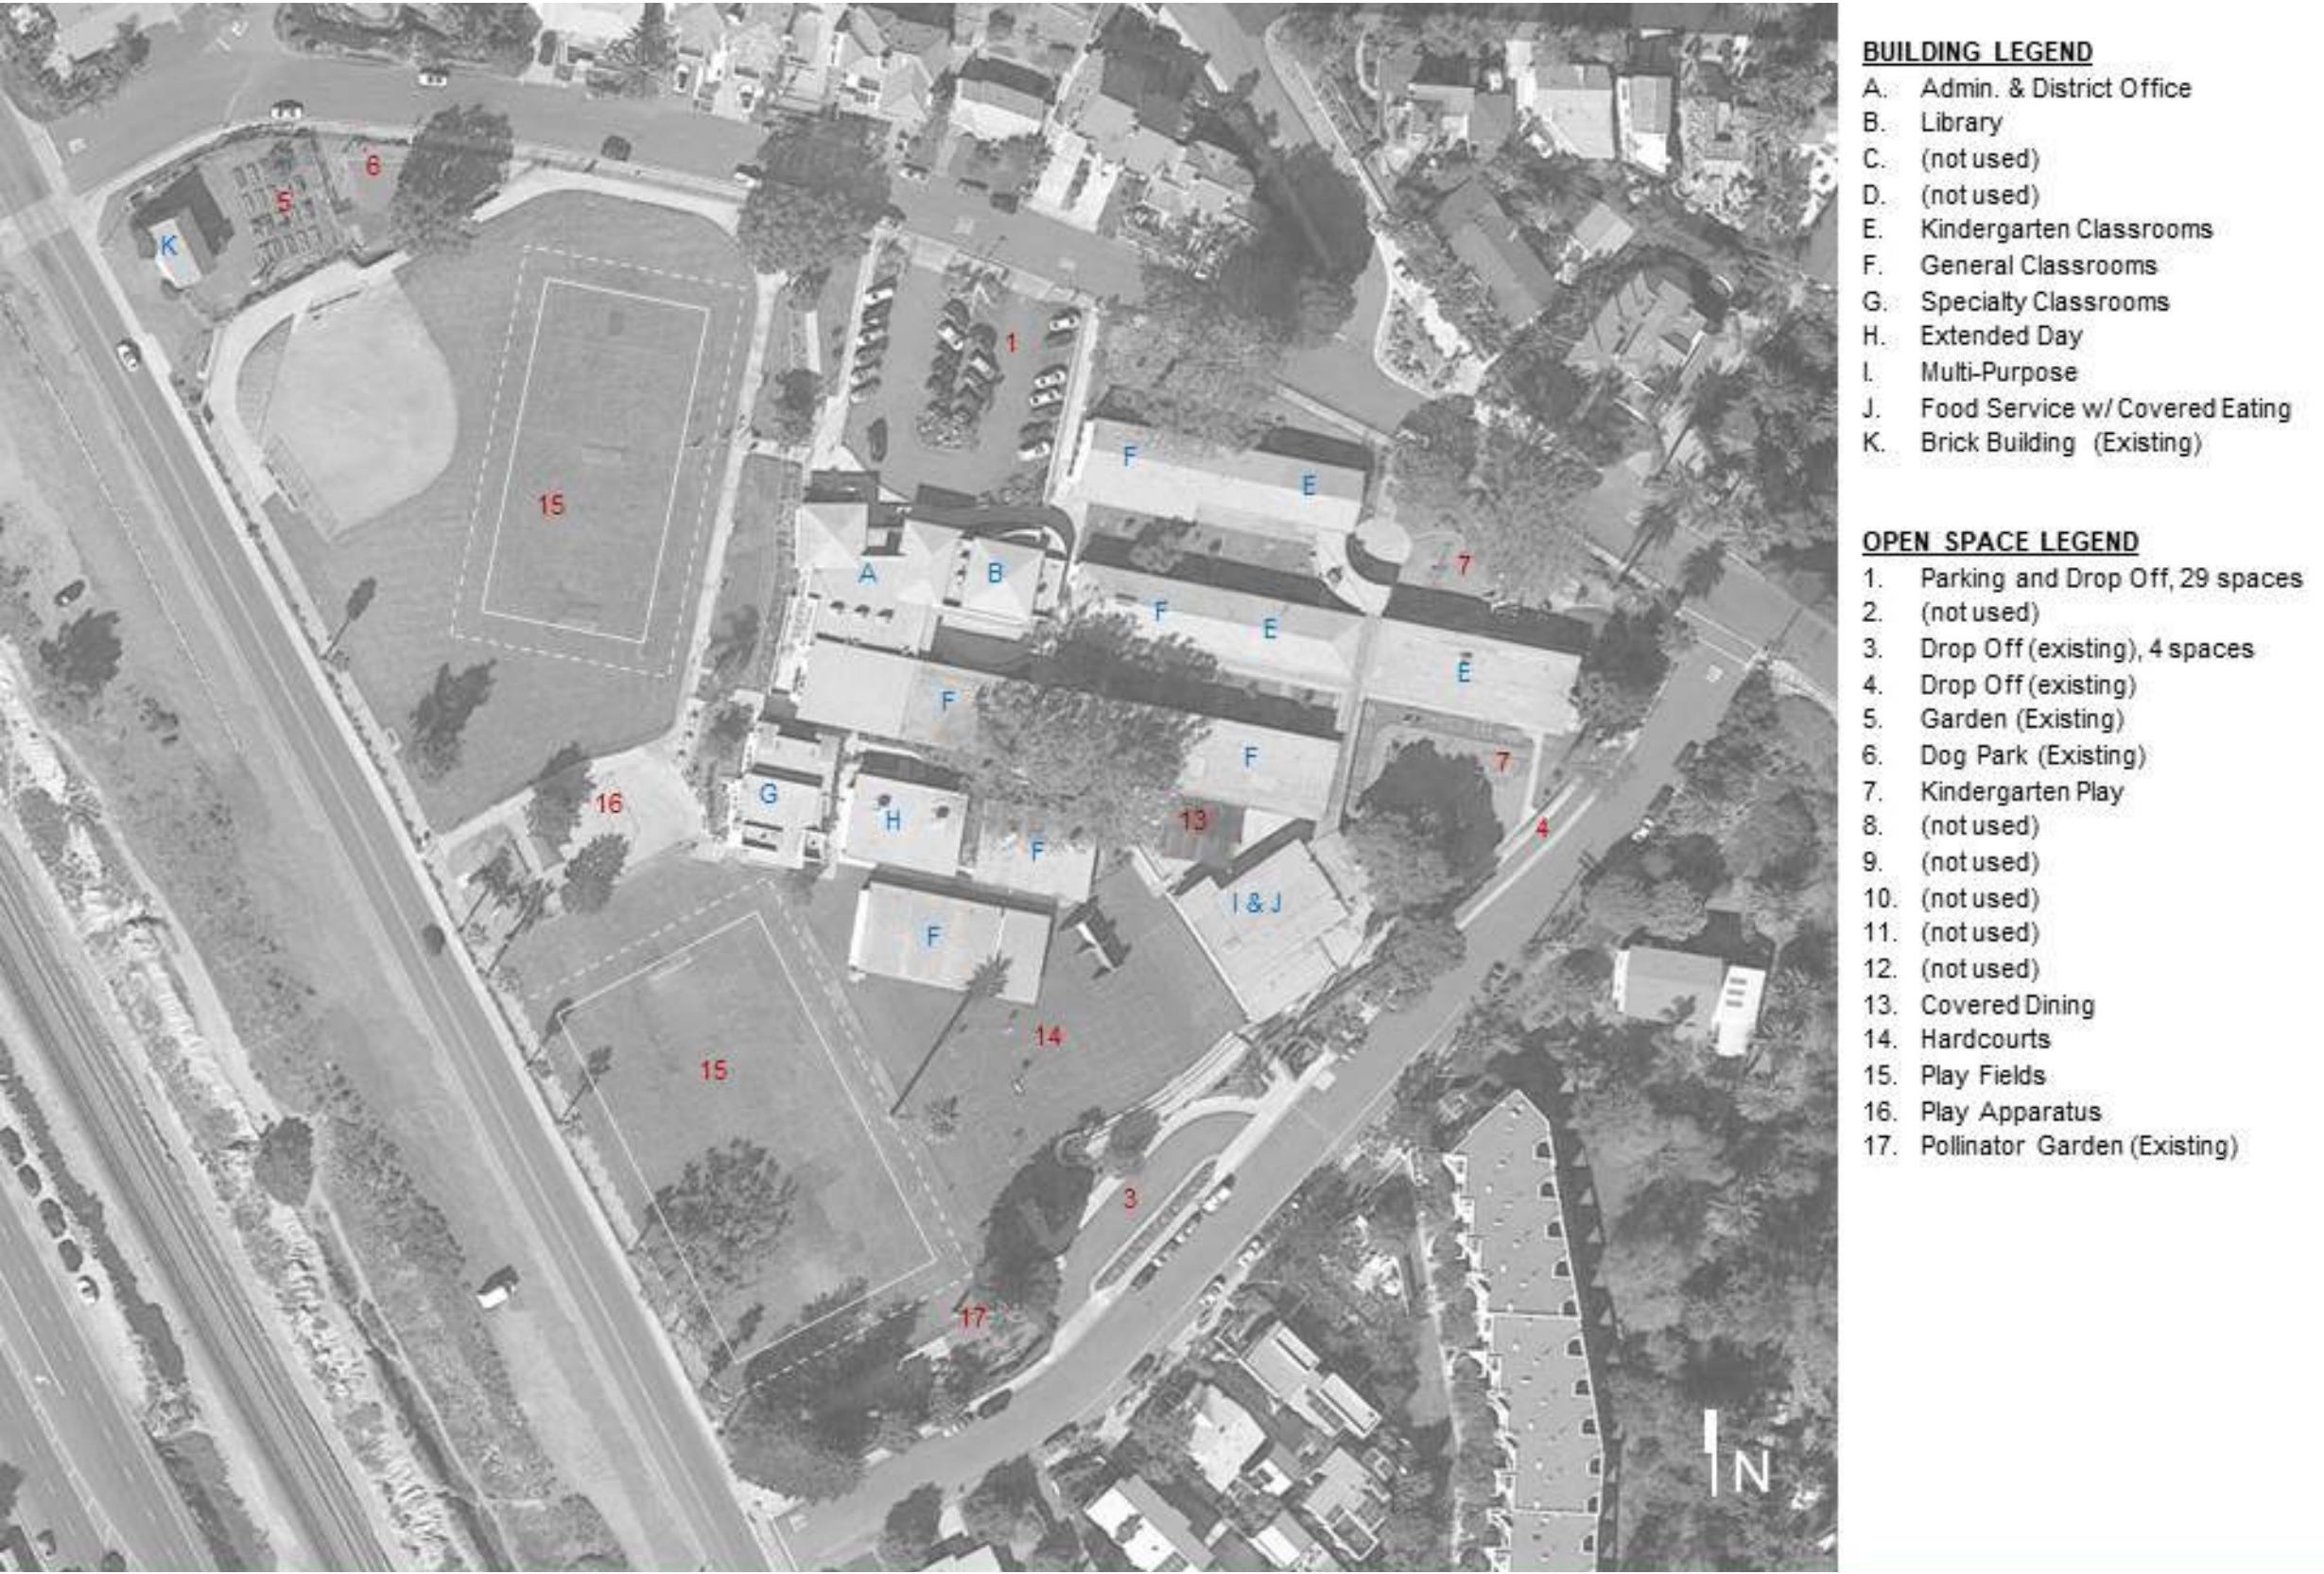 6
5
K
1
15
F
E
7
A
B
F
E
E
F
F
7
16
G
H
13
4
F
I & J
F
14
15
3
17
N
BUILDING LEGEND
A. Admin. & District Office
B. Library
C. (not used)
D. (not used)
E. Kindergarten Classrooms
F. General Classrooms
G. Specialty Classrooms
H. Extended Day
I. Multi-Purpose
J. Food Service w/ Covered Eating
K. Brick Building (Existing)
OPEN SPACE LEGEND
1. Parking and Drop Off, 29 spaces
2. (not used)
3. Drop Off (existing), 4 spaces
4. Drop Off (existing)
5. Garden (Existing)
6. Dog Park (Existing)
7. Kindergarten Play
8. (not used)
9. (not used)
10. (not used)
11. (not used)
12. (not used)
13. Covered Dining
14. Hardcourts
15. Play Fields
16. Play Apparatus
17. Pollinator Garden (Existing)